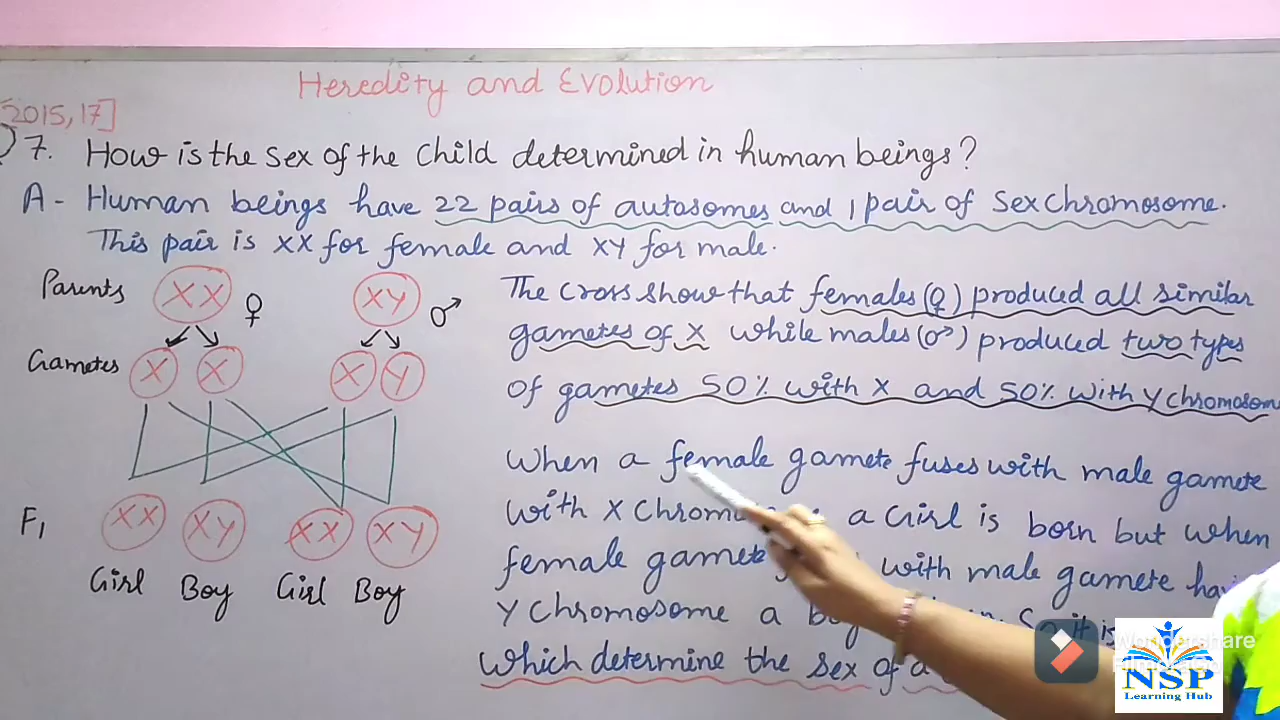 Heredity and Evolution
2015, 17]
7. How is the sex of the child determined in human beings?
A - Human beings have 22 pairs of autosomes and 1 pair of sex chromosome.
This pair is XX for female and XY for male.
Parents XX ♀ XY ♂
Gametes X X X Y
F1 XX XY XX XY
Girl Boy Girl Boy
The cross show that females (♀) produced all similar
gametes of X while males (♂) produced two types
of gametes 50% with X and 50% with Y chromosom
When a female gamete fuses with male gamete
with X a Girl is born but when
female gamete with male gamete
Y chromosome a So it is
which determine the sex of a
Wondershare
Filmora
NSP
Learning Hub